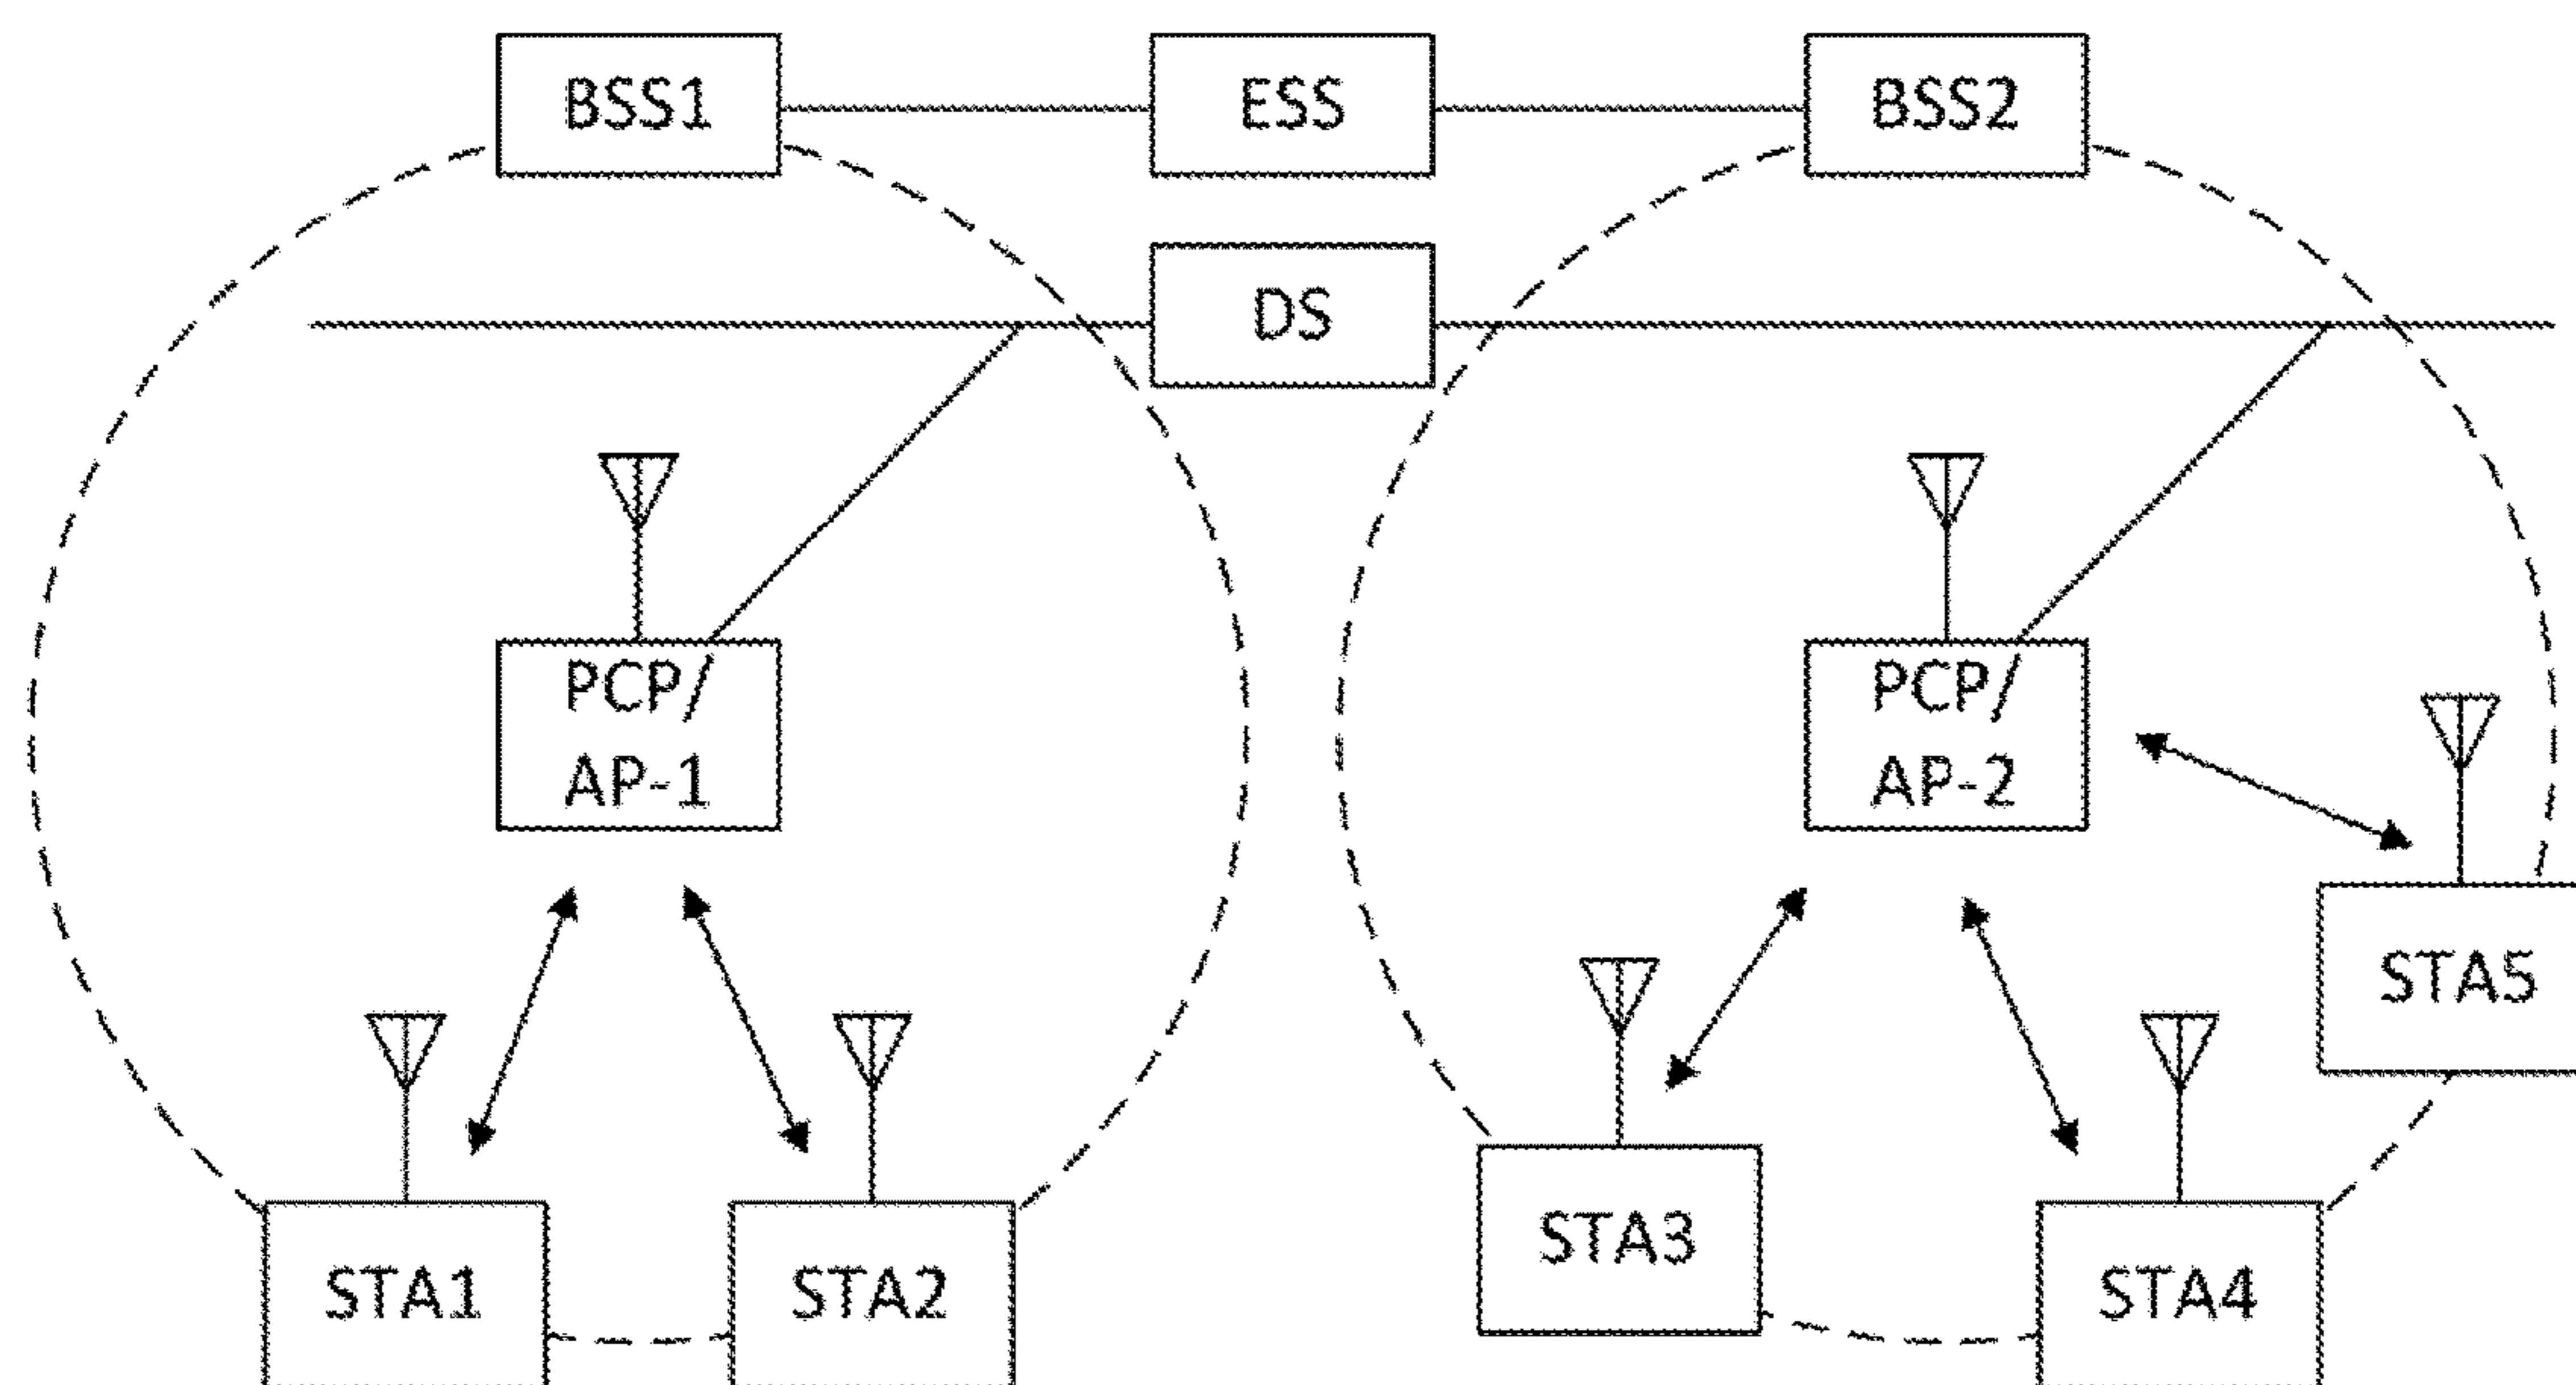 BSS1
ESS
BSS2
DS
PCP/
AP-1
PCP/
AP-2
STA5
STA3
STA1
STA2
STA4